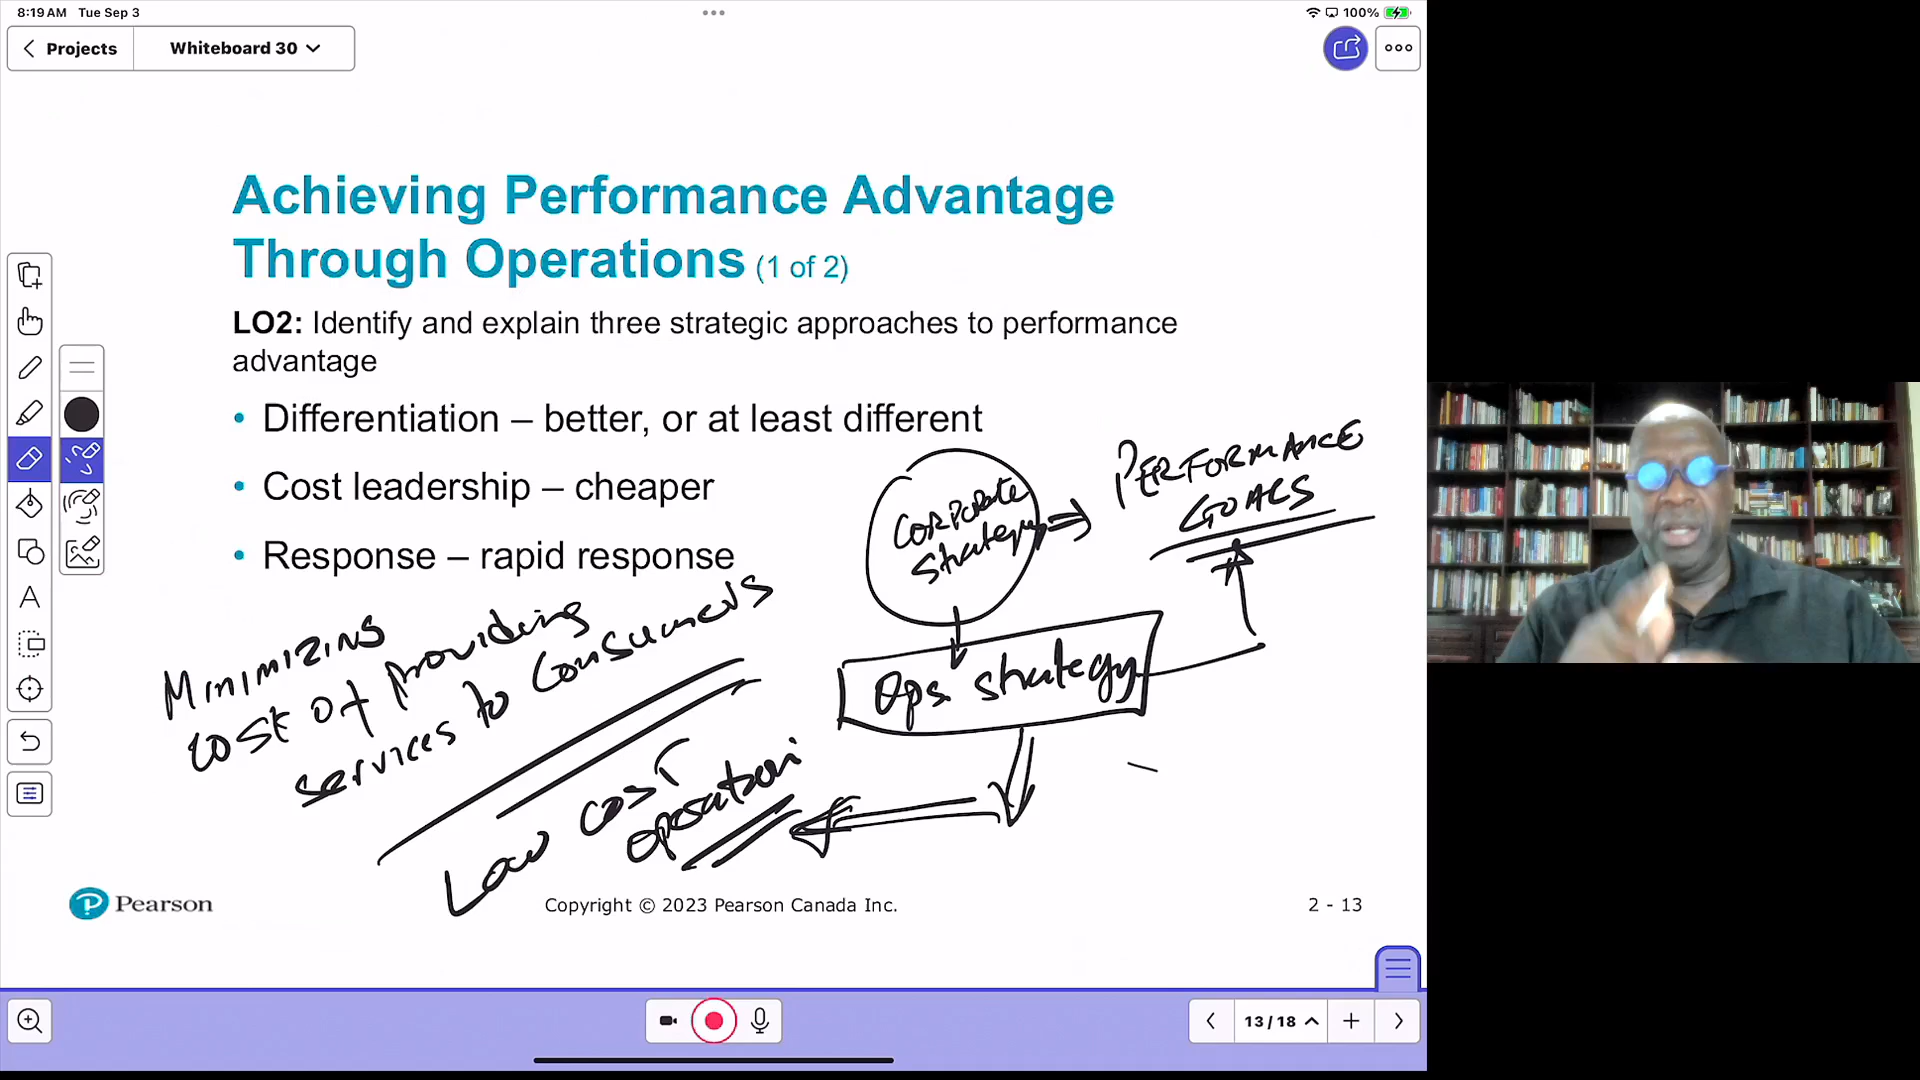 8:19 AM Tue Sep 3
100%
Projects
Whiteboard 30
Achieving Performance Advantage
Through Operations (1 of 2)
LO2: Identify and explain three strategic approaches to performance
advantage
• Differentiation – better, or at least different
• Cost leadership – cheaper
• Response – rapid response
CORPORATE
strategy
PERFORMANCE
GOALS
Ops strategy
MINIMIZING
cost of providing
services to consumers
Low cost
operation
Pearson
Copyright © 2023 Pearson Canada Inc.
2 - 13
A
13/18